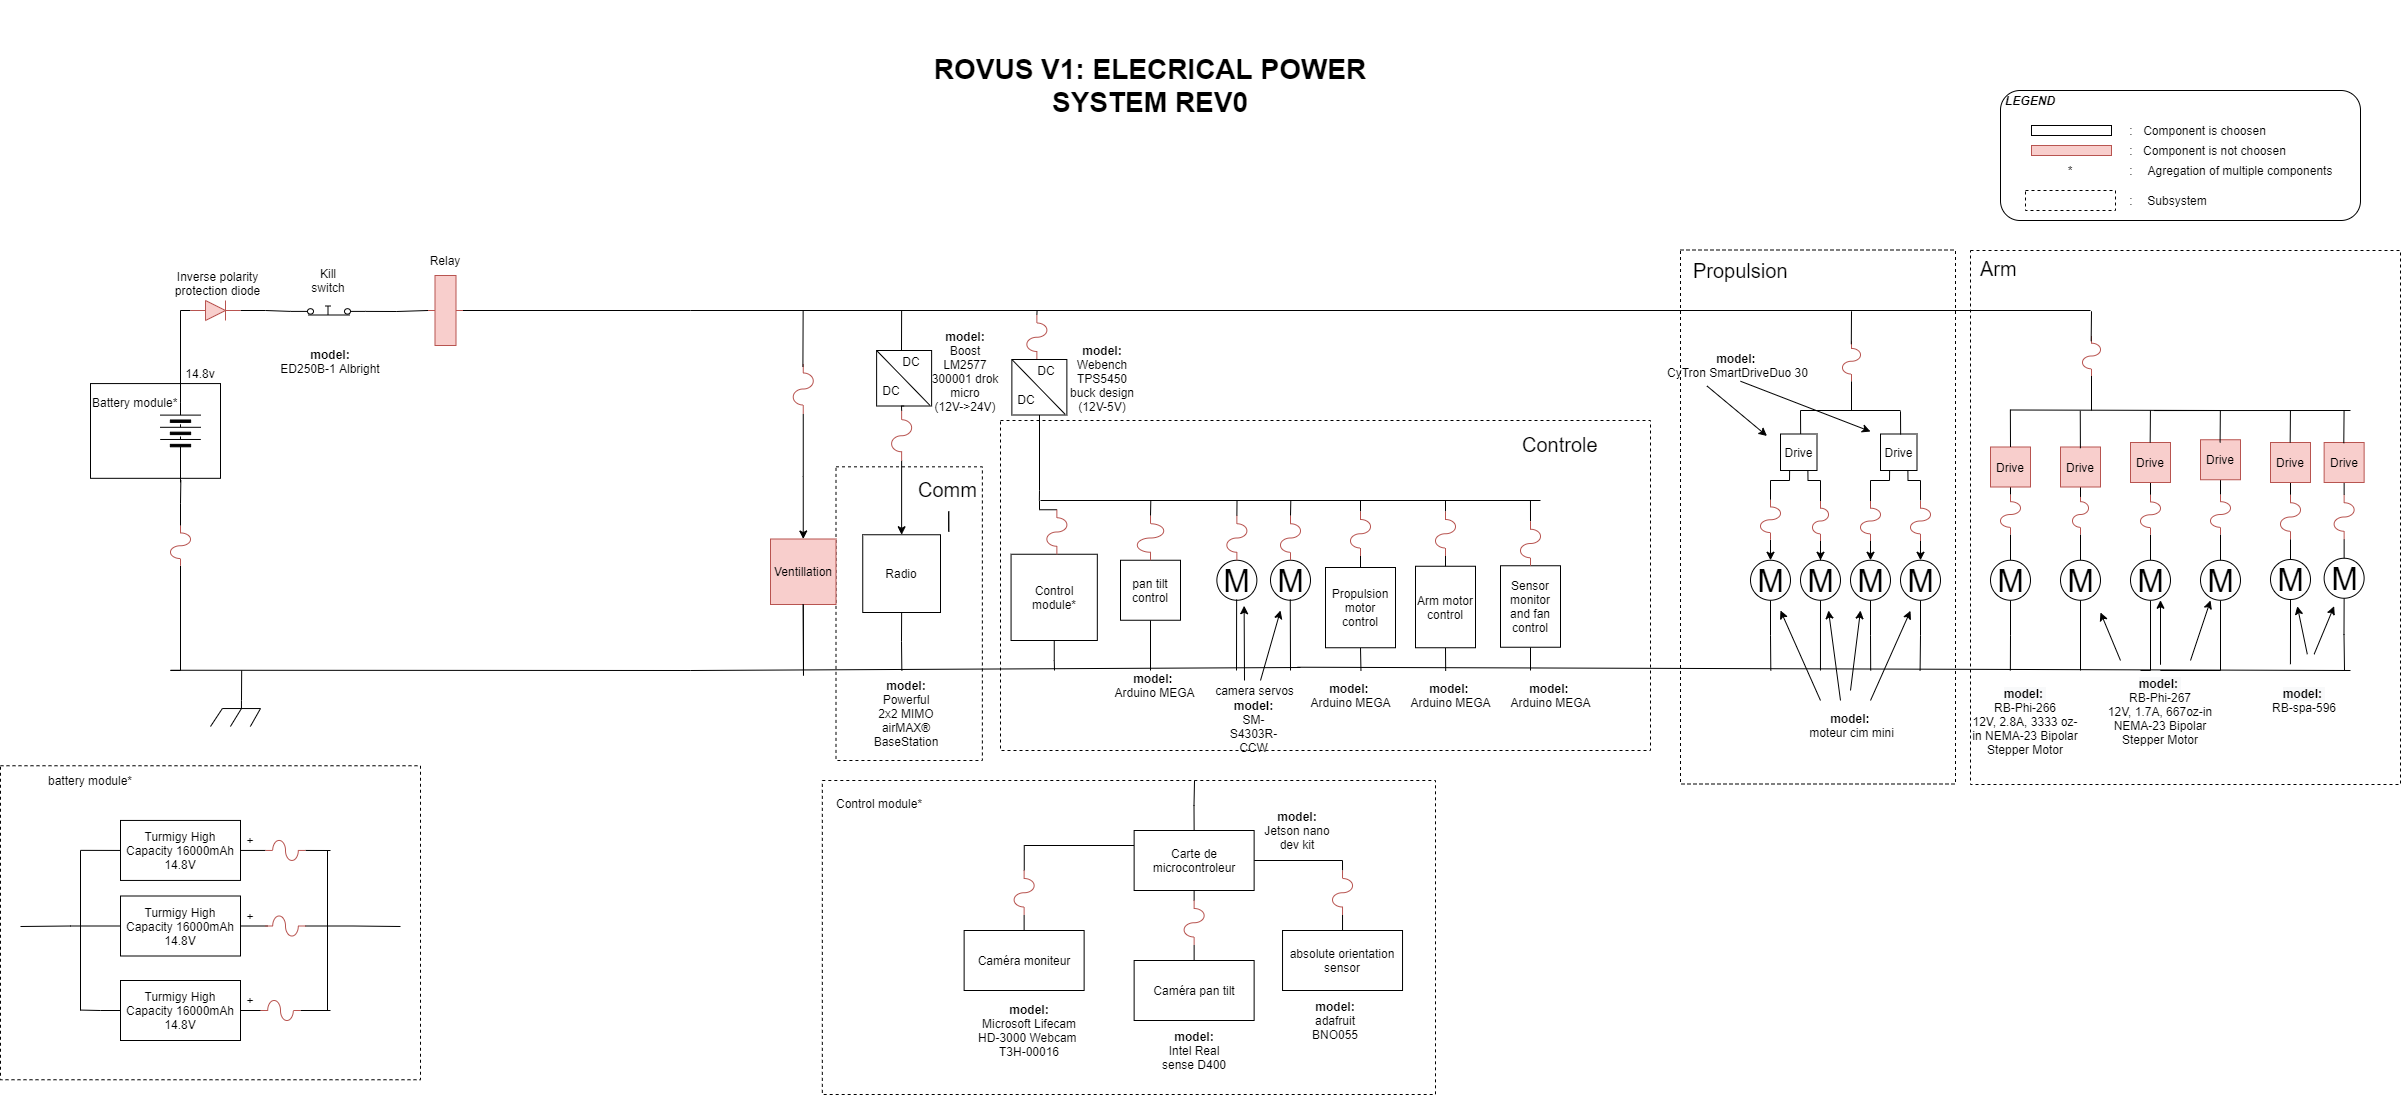 ROVUS V1: ELECRICAL POWER
SYSTEM REV0
LEGEND
: Component is choosen
: Component is not choosen
* : Agregation of multiple components
: Subsystem
Inverse polarity
protection diode
Kill
switch
Relay
model:
ED250B-1 Albright
14.8v
Battery module*
model:
Boost
LM2577
300001 drok
micro
(12V->24V)
DC
DC
model:
Webench
TPS5450
buck design
(12V-5V)
DC
DC
Ventillation
Comm
Radio
model:
Powerful
2x2 MIMO
airMAX®
BaseStation
Controle
Control
module*
pan tilt
control
M
M
Propulsion
motor
control
Arm motor
control
Sensor
monitor
and fan
control
model:
Arduino MEGA
camera servos
model:
SM-
S4303R-
CCW
model:
Arduino MEGA
model:
Arduino MEGA
model:
Arduino MEGA
Propulsion
model:
CyTron SmartDriveDuo 30
Drive
Drive
M
M
M
M
model:
moteur cim mini
Arm
Drive
Drive
Drive
Drive
Drive
Drive
M
M
M
M
M
M
model:
RB-Phi-266
12V, 2.8A, 3333 oz-
in NEMA-23 Bipolar
Stepper Motor
model:
RB-Phi-267
12V, 1.7A, 667oz-in
NEMA-23 Bipolar
Stepper Motor
model:
RB-spa-596
battery module*
Turmigy High
Capacity 16000mAh
14.8V
+
Turmigy High
Capacity 16000mAh
14.8V
+
Turmigy High
Capacity 16000mAh
14.8V
+
Control module*
Carte de
microcontroleur
model:
Jetson nano
dev kit
Caméra moniteur
model:
Microsoft Lifecam
HD-3000 Webcam
T3H-00016
Caméra pan tilt
model:
Intel Real
sense D400
absolute orientation
sensor
model:
adafruit
BNO055